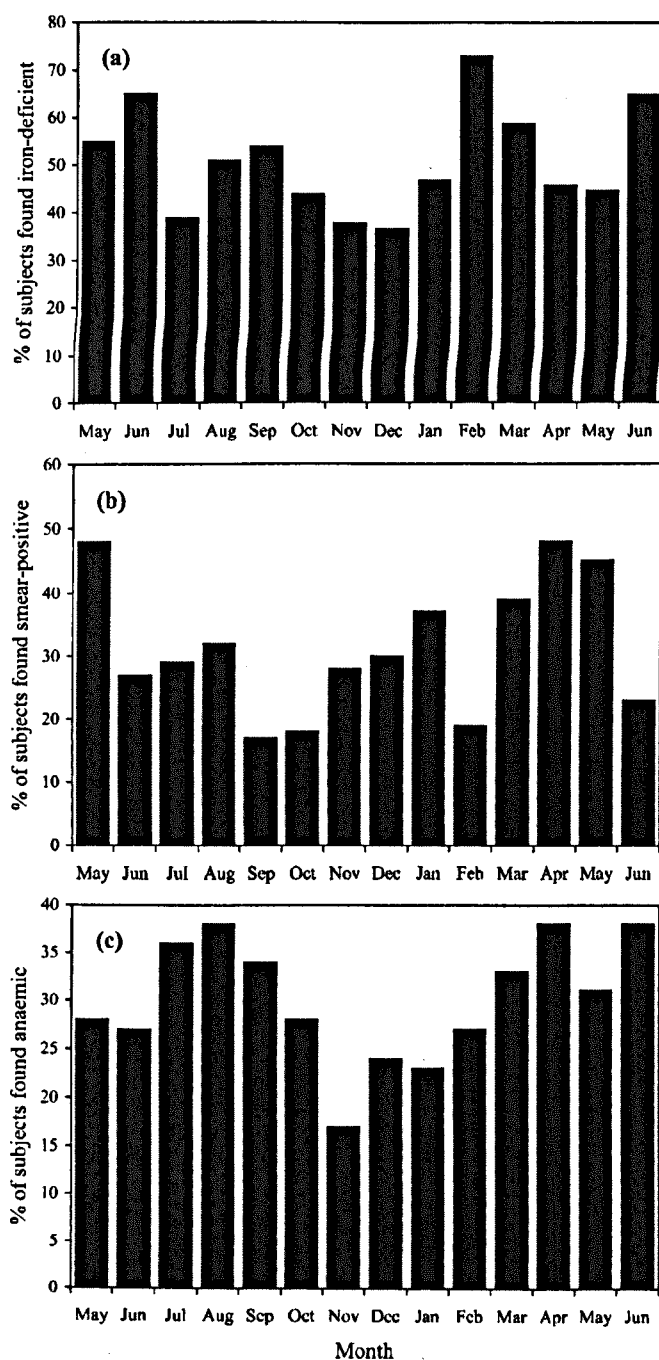 80
(a)
70
60
50
40
30
20
10
0
% of subjects found iron-deficient
May Jun Jul Aug Sep Oct Nov Dec Jan Feb Mar Apr May Jun
60
(b)
50
40
30
20
10
0
% of subjects found smear-positive
May Jun Jul Aug Sep Oct Nov Dec Jan Feb Mar Apr May Jun
40
(c)
35
30
25
20
15
10
5
0
% of subjects found anaemic
May Jun Jul Aug Sep Oct Nov Dec Jan Feb Mar Apr May Jun
Month